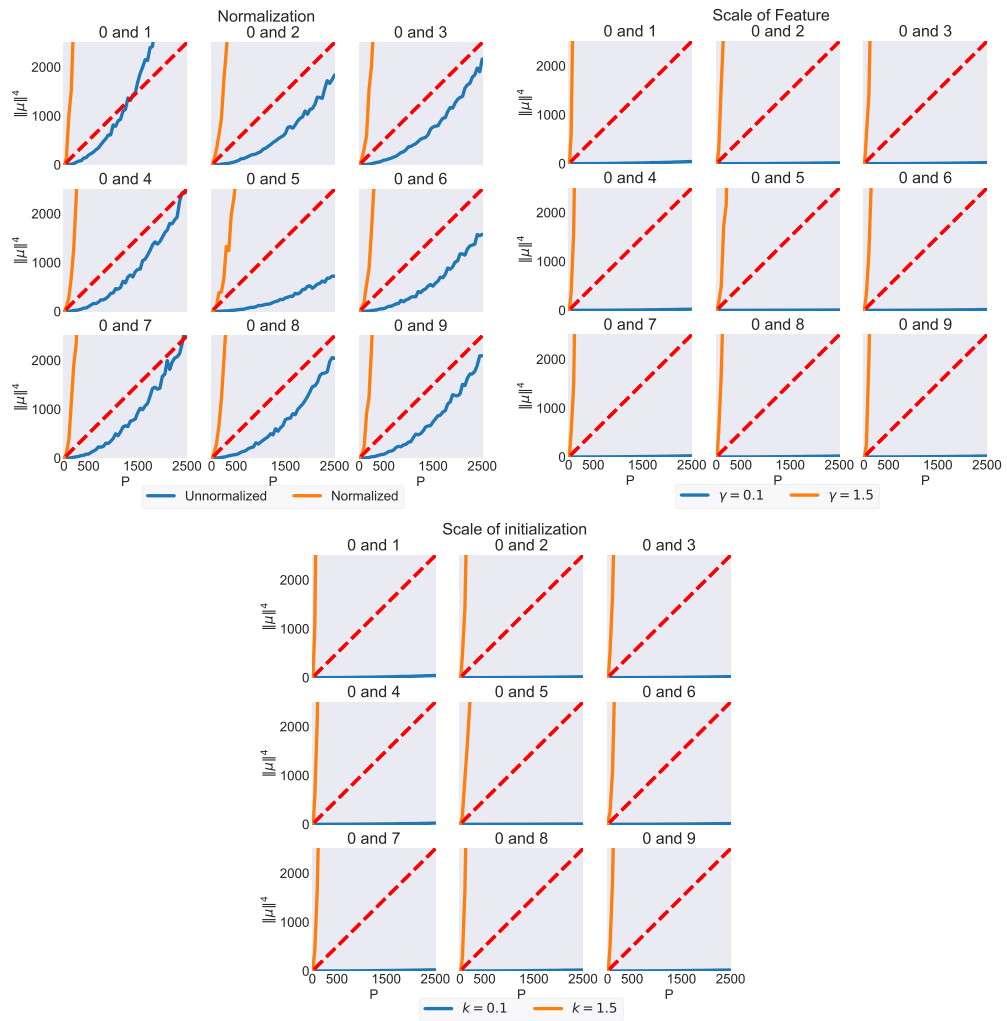 Normalization
0 and 1 0 and 2 0 and 3
2000
1000
0
‖μ‖⁴
0 and 4 0 and 5 0 and 6
2000
1000
0
‖μ‖⁴
0 and 7 0 and 8 0 and 9
2000
1000
0
‖μ‖⁴
0 500 1500 2500 0 500 1500 2500 0 500 1500 2500
P P P
Unnormalized Normalized
Scale of Feature
0 and 1 0 and 2 0 and 3
2000
1000
0
‖μ‖⁴
0 and 4 0 and 5 0 and 6
2000
1000
0
‖μ‖⁴
0 and 7 0 and 8 0 and 9
2000
1000
0
‖μ‖⁴
0 500 1500 2500 0 500 1500 2500 0 500 1500 2500
P P P
γ = 0.1 γ = 1.5
Scale of initialization
0 and 1 0 and 2 0 and 3
2000
1000
0
‖μ‖⁴
0 and 4 0 and 5 0 and 6
2000
1000
0
‖μ‖⁴
0 and 7 0 and 8 0 and 9
2000
1000
0
‖μ‖⁴
0 500 1500 2500 0 500 1500 2500 0 500 1500 2500
P P P
k = 0.1 k = 1.5